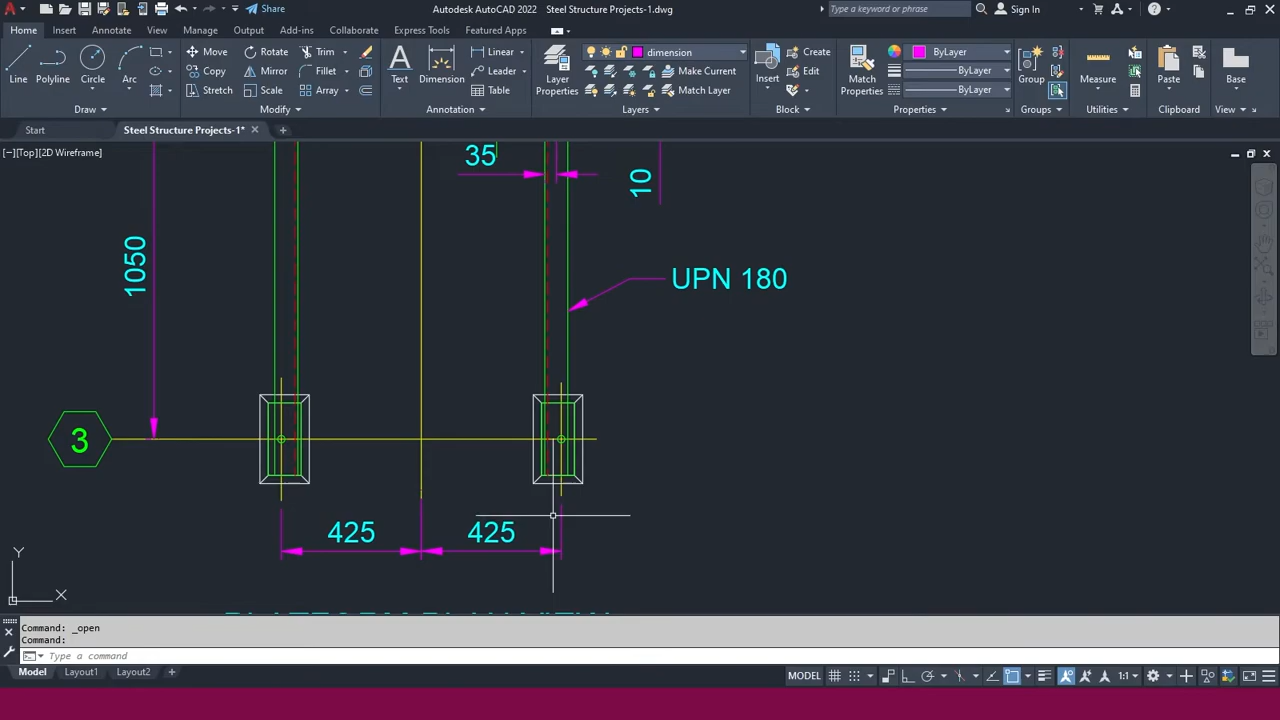 Share
Autodesk AutoCAD 2022 Steel Structure Projects-1.dwg
Type a keyword or phrase
Sign In
Home Insert Annotate Parametric View Manage Output Add-ins Collaborate Express Tools Featured Apps
Line Polyline Circle Arc
Draw
Move Rotate Trim
Copy Mirror Fillet
Stretch Scale Array
Modify
Text Dimension
Linear
Leader
Table
Annotation
Layer
Properties
dimension
Make Current
Match Layer
Layers
Insert
Create
Edit
Block
Match
Properties
ByLayer
ByLayer
ByLayer
Properties
Group
Groups
Measure
Utilities
Paste
Clipboard
Base
View
Start
Steel Structure Projects-1*
[−][Top][2D Wireframe]
35
10
1050
UPN 180
3
425
425
PLATFORM PLAN VIEW
Y
X
Command: _open
Command:
Type a command
Model Layout1 Layout2
MODEL
1:1